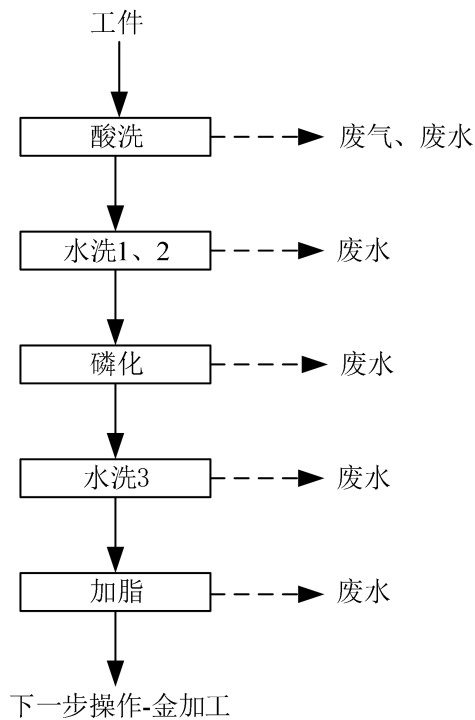 工件
酸洗
废气、废水
水洗1、2
废水
磷化
废水
水洗3
废水
加脂
废水
下一步操作-金加工